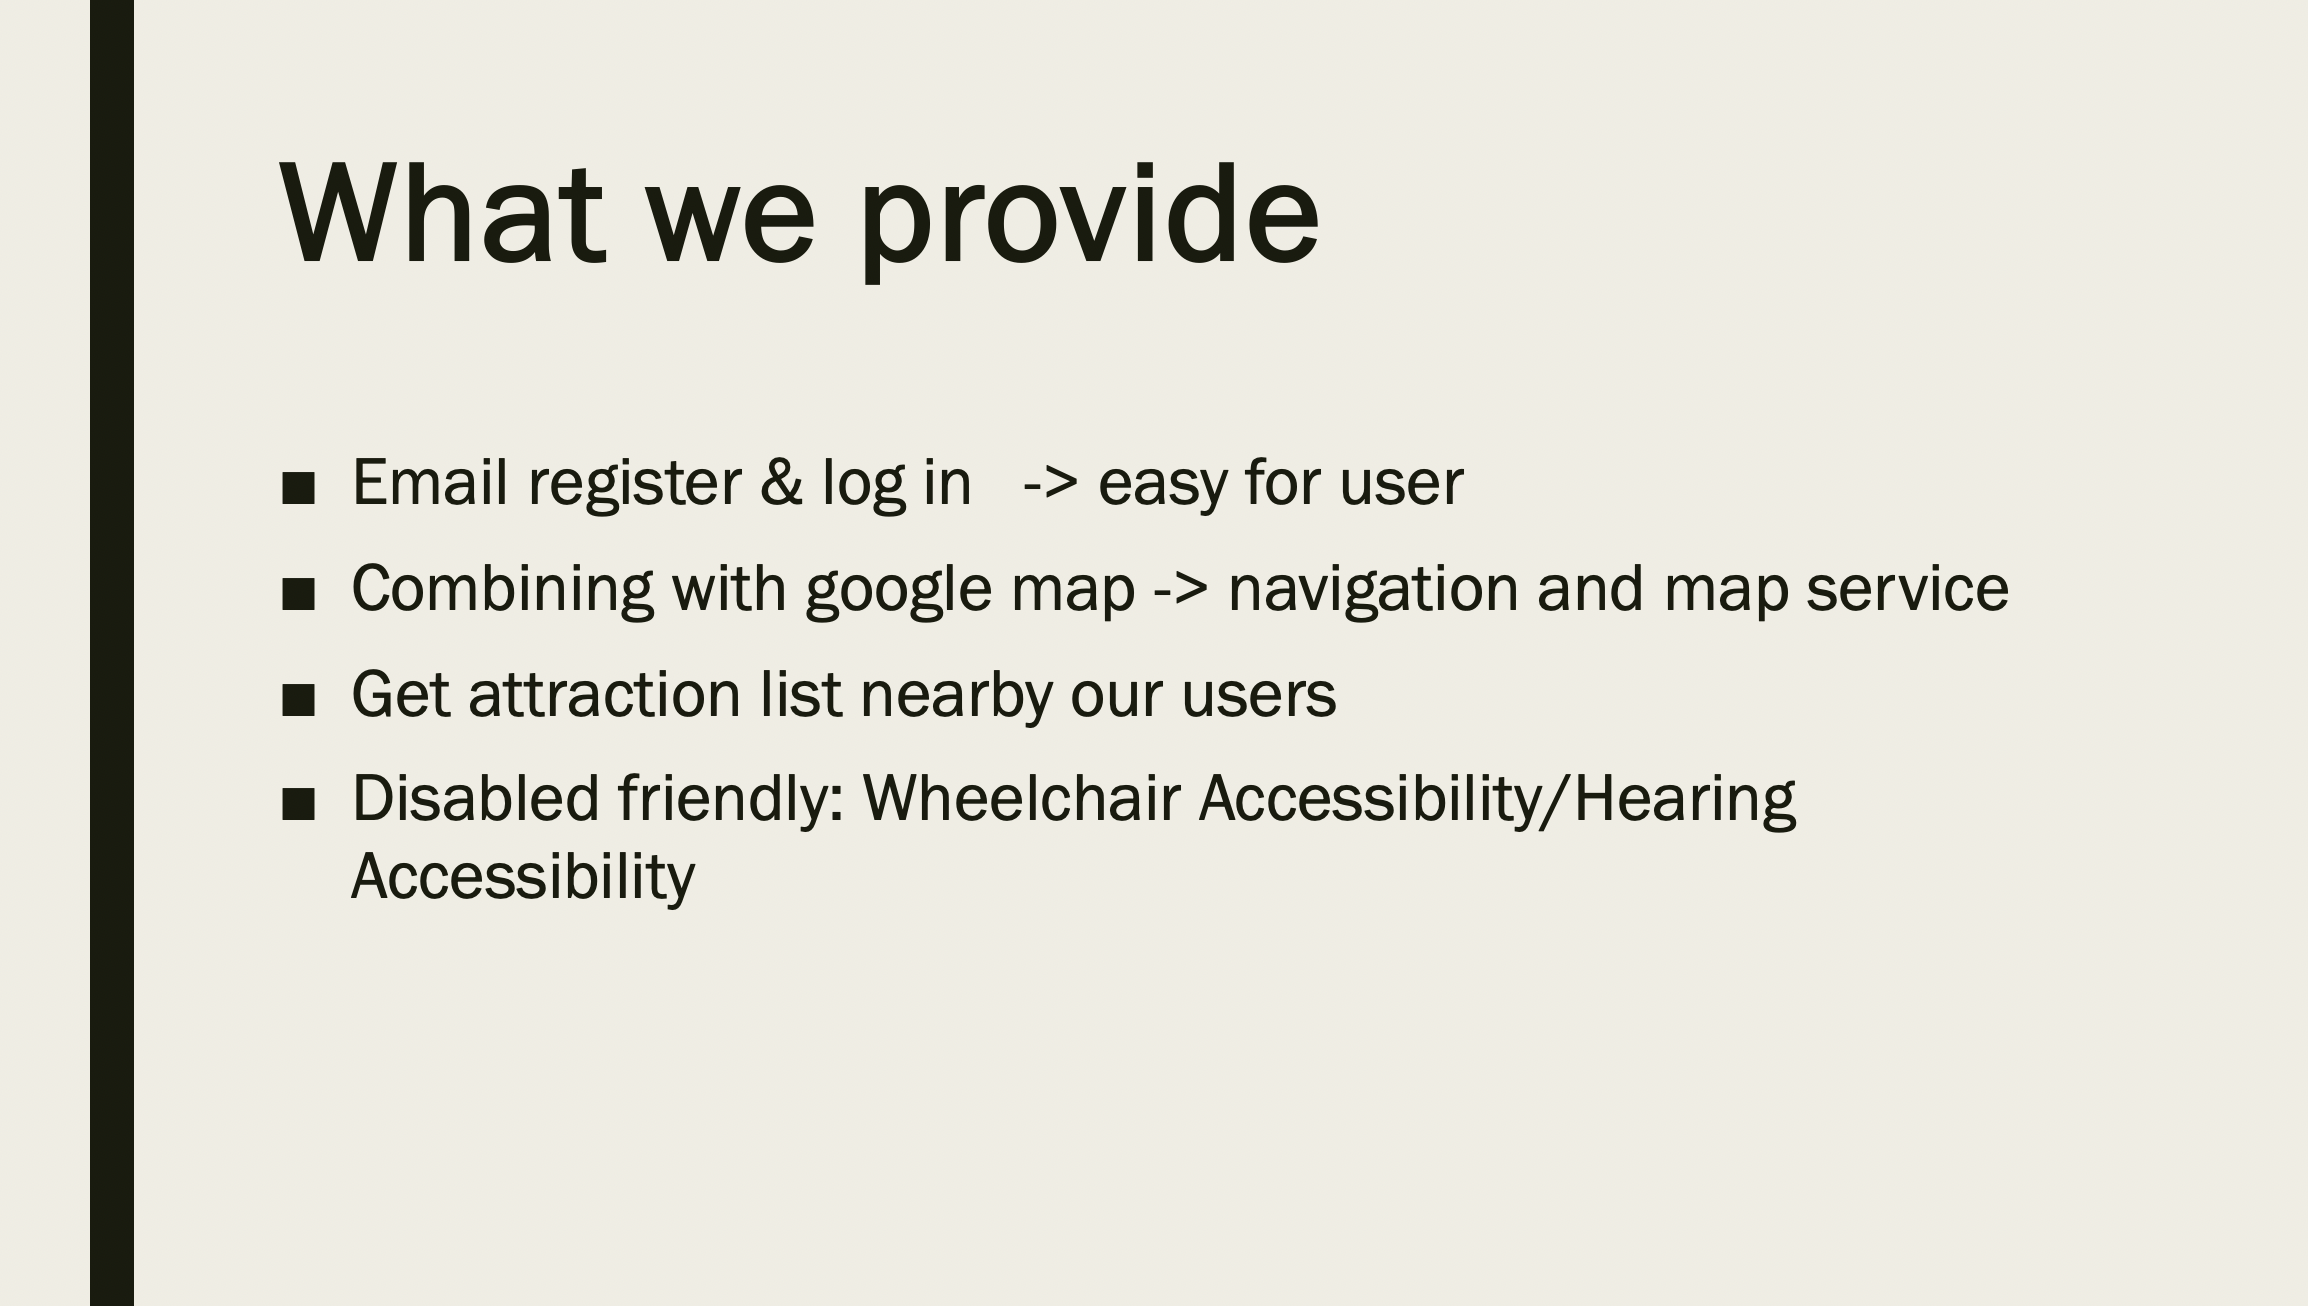 What we provide
■ Email register & log in   -> easy for user
■ Combining with google map -> navigation and map service
■ Get attraction list nearby our users
■ Disabled friendly: Wheelchair Accessibility/Hearing
Accessibility